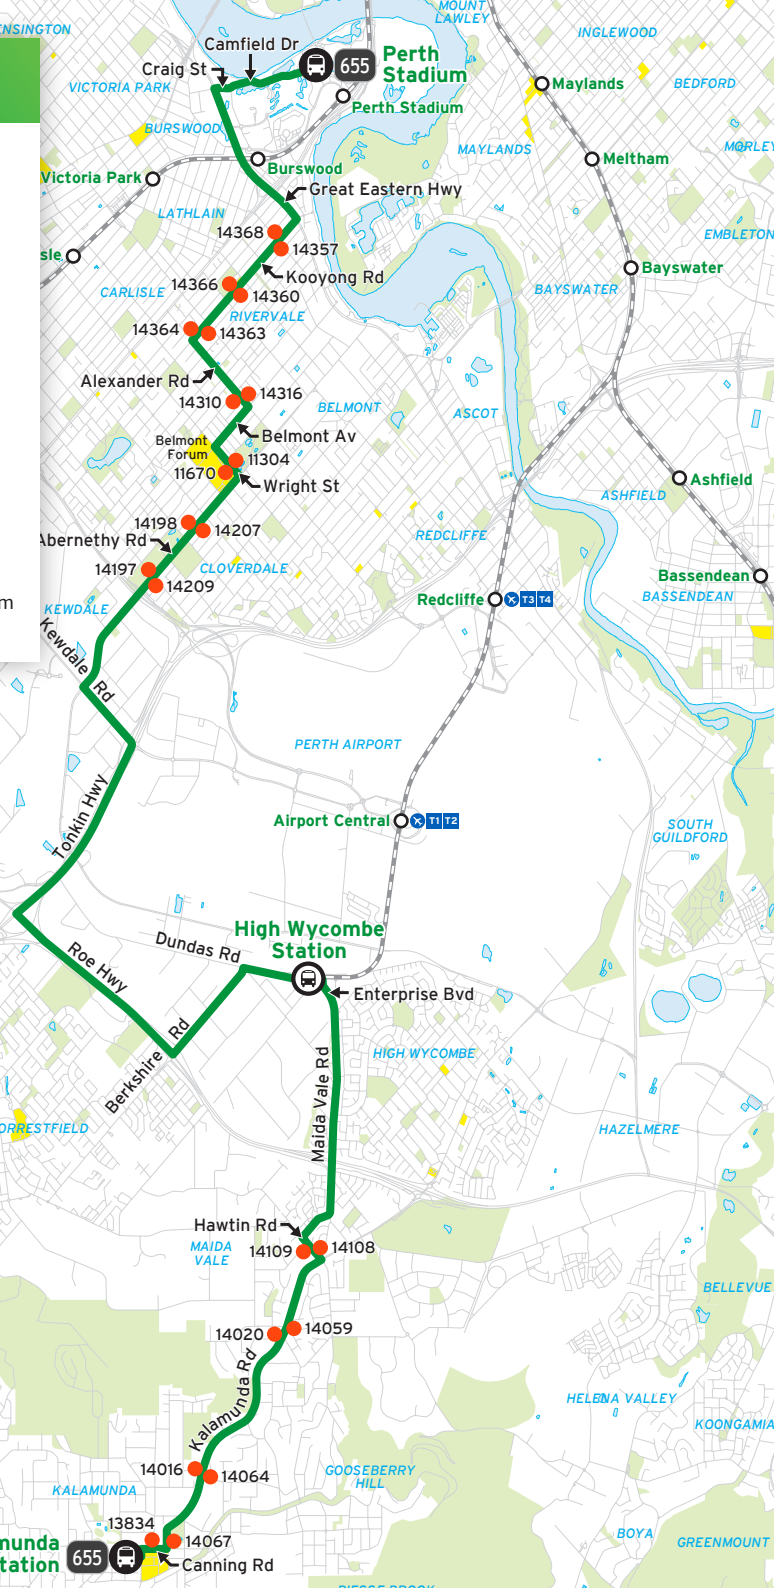 MOUNT
LAWLEY
ENSINGTON
INGLEWOOD
Camfield Dr
Perth
Stadium
655
Craig St
VICTORIA PARK
Maylands
BEDFORD
Perth Stadium
BURSWOOD
MAYLANDS
MORLEY
Meltham
Burswood
Victoria Park
Great Eastern Hwy
LATHLAIN
14368
14357
EMBLETON
sle
Bayswater
Kooyong Rd
14366
14360
CARLISLE
BAYSWATER
RIVERVALE
14364
14363
Alexander Rd
14316
14310
BELMONT
ASCOT
Belmont Av
Belmont
Forum
11304
11670
Wright St
Ashfield
ASHFIELD
14198
14207
Abernethy Rd
REDCLIFFE
14197
CLOVERDALE
14209
Bassendean
BASSENDEAN
Redcliffe
T3 T4
m
KEWDALE
Kewdale Rd
PERTH AIRPORT
Tonkin Hwy
Airport Central
T1 T2
SOUTH
GUILDFORD
High Wycombe
Station
Dundas Rd
Roe Hwy
Enterprise Bvd
Berkshire Rd
Maida Vale Rd
HIGH WYCOMBE
ORRESTFIELD
HAZELMERE
Hawtin Rd
MAIDA
VALE
14109
14108
BELLEVUE
14020
14059
Kalamunda Rd
HELENA VALLEY
KOONGAMIA
14016
14064
GOOSEBERRY
HILL
KALAMUNDA
13834
14067
BOYA
GREENMOUNT
munda
tation
655
Canning Rd
PIESSE BROOK